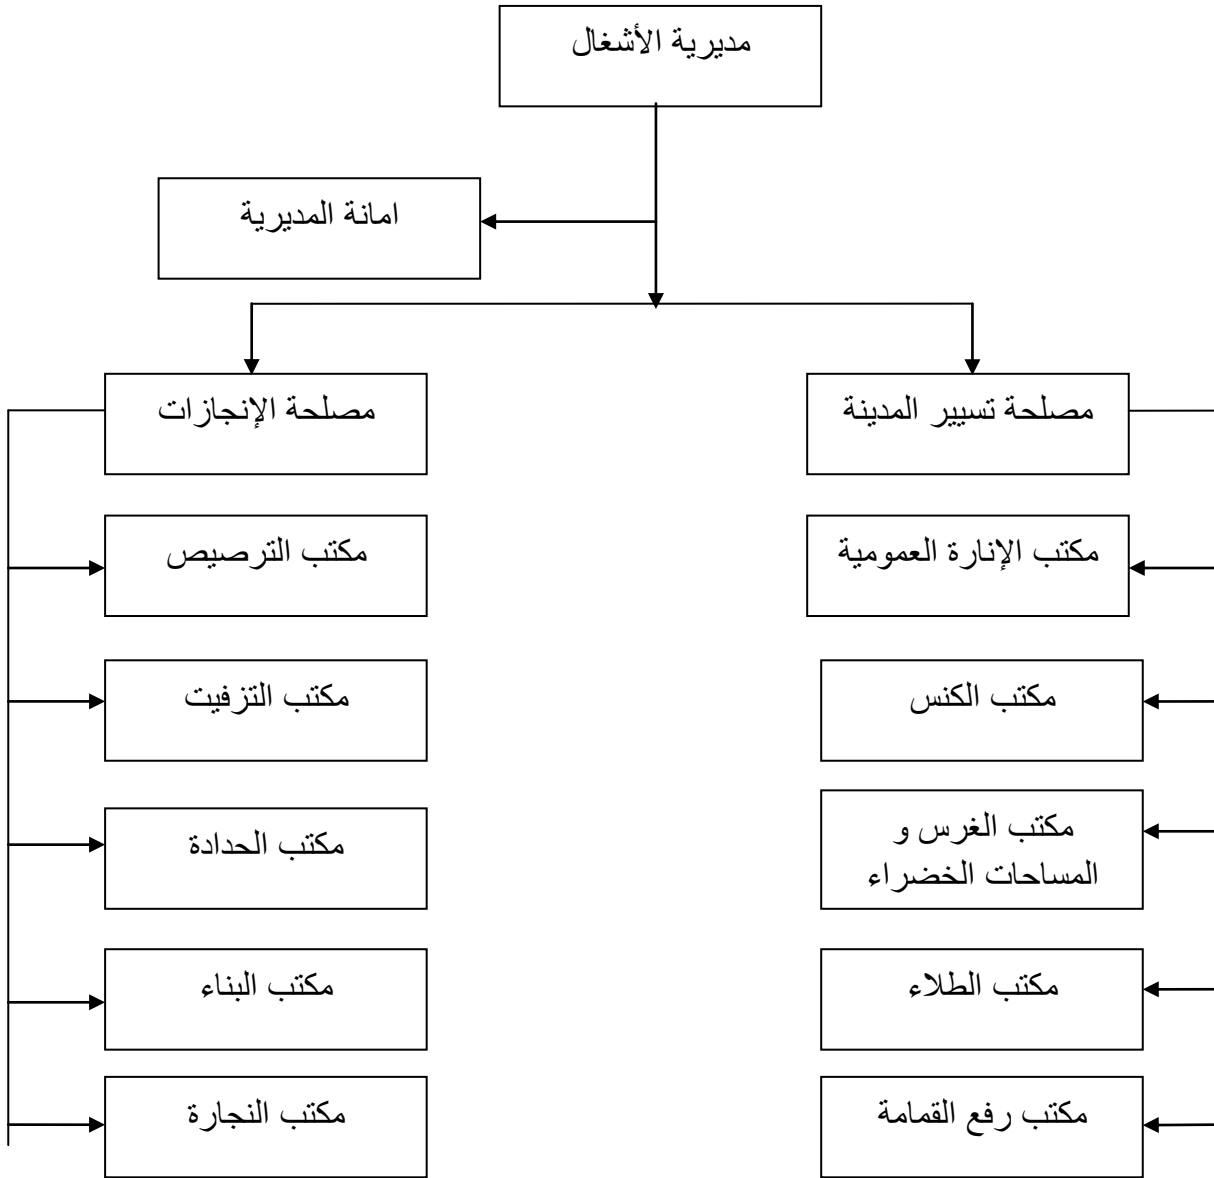 مديرية الأشغال
امانة المديرية
مصلحة تسيير المدينة
مصلحة الإنجازات
مكتب الإنارة العمومية
مكتب الترصيص
مكتب الكنس
مكتب التزفيت
مكتب الغرس و
المساحات الخضراء
مكتب الحدادة
مكتب الطلاء
مكتب البناء
مكتب رفع القمامة
مكتب النجارة